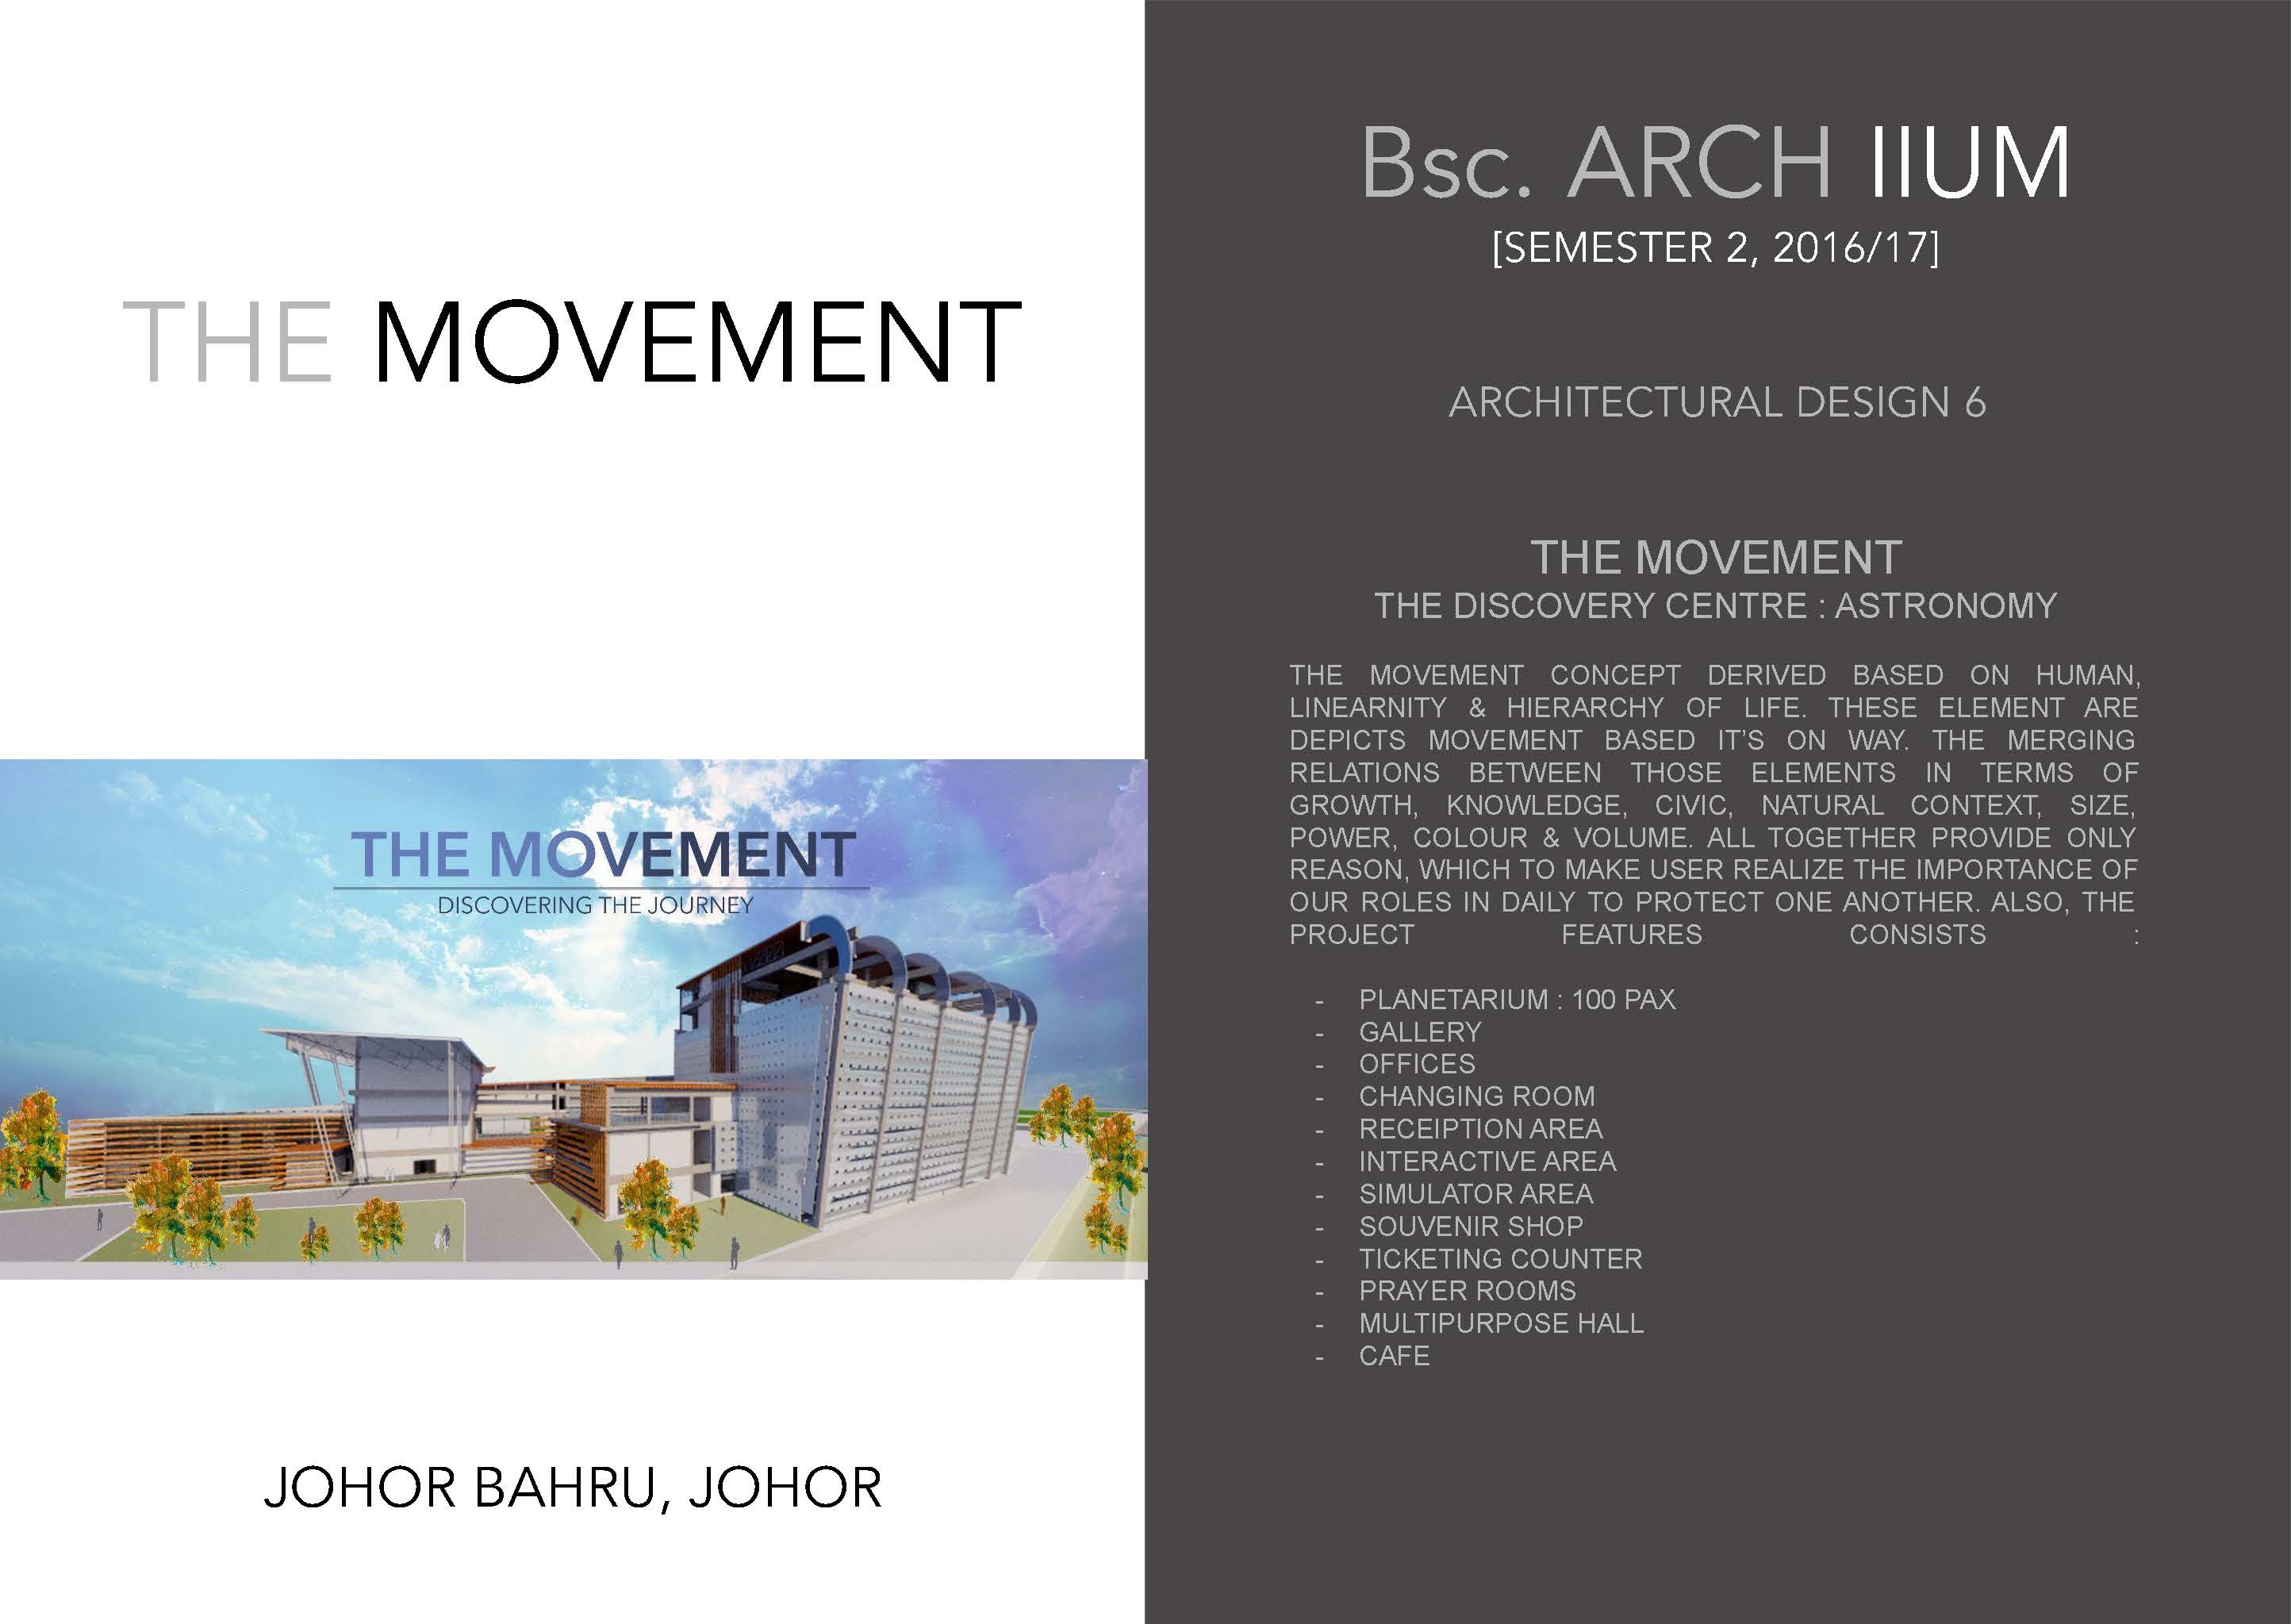 THE MOVEMENT
THE MOVEMENT
DISCOVERING THE JOURNEY
JOHOR BAHRU, JOHOR
Bsc. ARCH IIUM
[SEMESTER 2, 2016/17]
ARCHITECTURAL DESIGN 6
THE MOVEMENT
THE DISCOVERY CENTRE : ASTRONOMY
THE MOVEMENT CONCEPT DERIVED BASED ON HUMAN,
LINEARNITY & HIERARCHY OF LIFE. THESE ELEMENT ARE
DEPICTS MOVEMENT BASED IT'S ON WAY. THE MERGING
RELATIONS BETWEEN THOSE ELEMENTS IN TERMS OF
GROWTH, KNOWLEDGE, CIVIC, NATURAL CONTEXT, SIZE,
POWER, COLOUR & VOLUME. ALL TOGETHER PROVIDE ONLY
REASON, WHICH TO MAKE USER REALIZE THE IMPORTANCE OF
OUR ROLES IN DAILY TO PROTECT ONE ANOTHER. ALSO, THE
PROJECT FEATURES CONSISTS :
- PLANETARIUM : 100 PAX
- GALLERY
- OFFICES
- CHANGING ROOM
- RECEIPTION AREA
- INTERACTIVE AREA
- SIMULATOR AREA
- SOUVENIR SHOP
- TICKETING COUNTER
- PRAYER ROOMS
- MULTIPURPOSE HALL
- CAFE